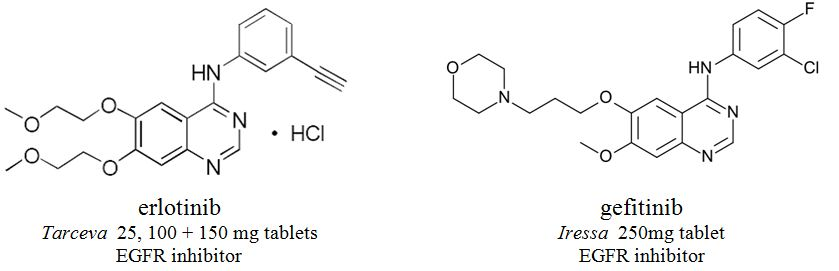 HN
O
N
O
• HCl
O
O
N
erlotinib
Tarceva 25, 100 + 150 mg tablets
EGFR inhibitor
F
O
HN
Cl
N
O
N
O
N
gefitinib
Iressa 250mg tablet
EGFR inhibitor